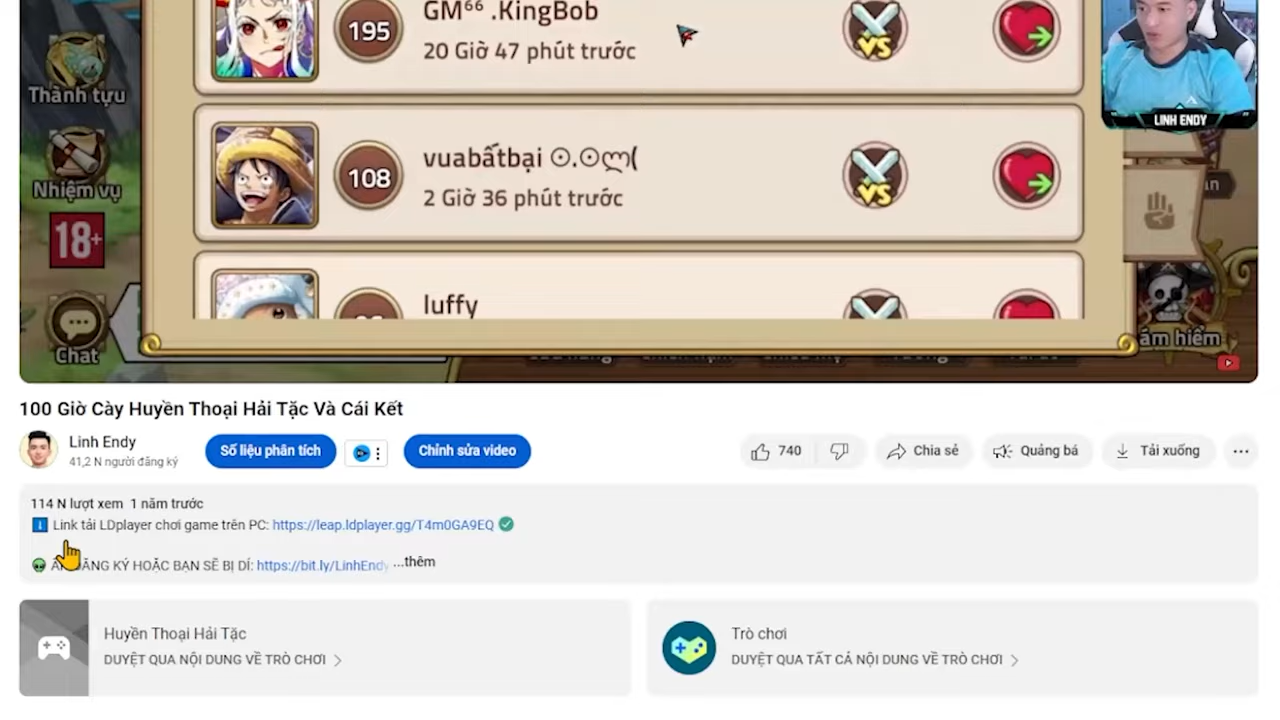 GM⁶⁶ .KingBob
195
20 Giờ 47 phút trước
VS
Thành tựu
LINH ENDY
vuabấtbại ⊙.⊙ლ(
108
2 Giờ 36 phút trước
VS
Nhiệm vụ
18+
luffy
Chat
ám hiểm
100 Giờ Cày Huyền Thoại Hải Tặc Và Cái Kết
Linh Endy
41,2 N người đăng ký
Số liệu phân tích
Chỉnh sửa video
740
Chia sẻ
Quảng bá
Tải xuống
114 N lượt xem 1 năm trước
Link tải LDplayer chơi game trên PC: https://leap.ldplayer.gg/T4m0GA9EQ
ĐĂNG KÝ HOẶC BẠN SẼ BỊ DÍ: https://bit.ly/LinhEndy ...thêm
Huyền Thoại Hải Tặc
DUYỆT QUA NỘI DUNG VỀ TRÒ CHƠI
Trò chơi
DUYỆT QUA TẤT CẢ NỘI DUNG VỀ TRÒ CHƠI